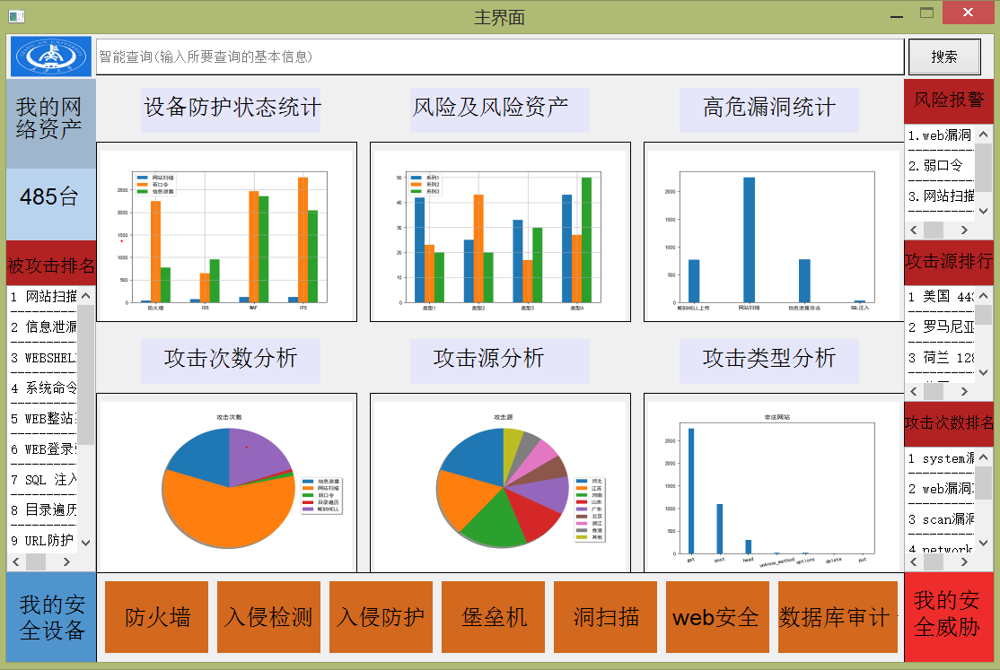 主界面
智能查询(输入所要查询的基本信息)
搜索
我的网
络资产
485台
被攻击排名
1 网站扫描
2 信息泄漏
3 WEBSHEL
4 系统命令
5 WEB整站
6 WEB登录
7 SQL 注入
8 目录遍历
9 URL防护
我的安
全设备
设备防护状态统计
网站扫描
若口令
信息泄露
2500
2000
1500
1000
500
0
防火墙
IDS
WAF
IPS
风险及风险资产
系列1
系列2
系列3
50
40
30
20
10
0
类型1
类型2
类型3
类型4
高危漏洞统计
2000
1500
1000
500
0
WEBSHELL上传
网站扫描
信息泄露攻击
SQL注入
攻击次数分析
攻击次数
信息泄露
网站扫描
弱口令
目录遍历
WEBSHELL
攻击源分析
攻击源
河北
江苏
河南
山东
广东
北京
浙江
香港
其他
攻击类型分析
非法网站
2500
2000
1500
1000
500
0
get
post
head
unknow_method
options
delete
put
风险报警
1.web漏洞
2.弱口令
3.网站扫描
攻击源排行
1 美国 443
2 罗马尼亚
3 荷兰 128
攻击次数排名
1 system漏
2 web漏洞
3 scan漏洞
4 network
我的安
全威胁
防火墙
入侵检测
入侵防护
堡垒机
洞扫描
web安全
数据库审计